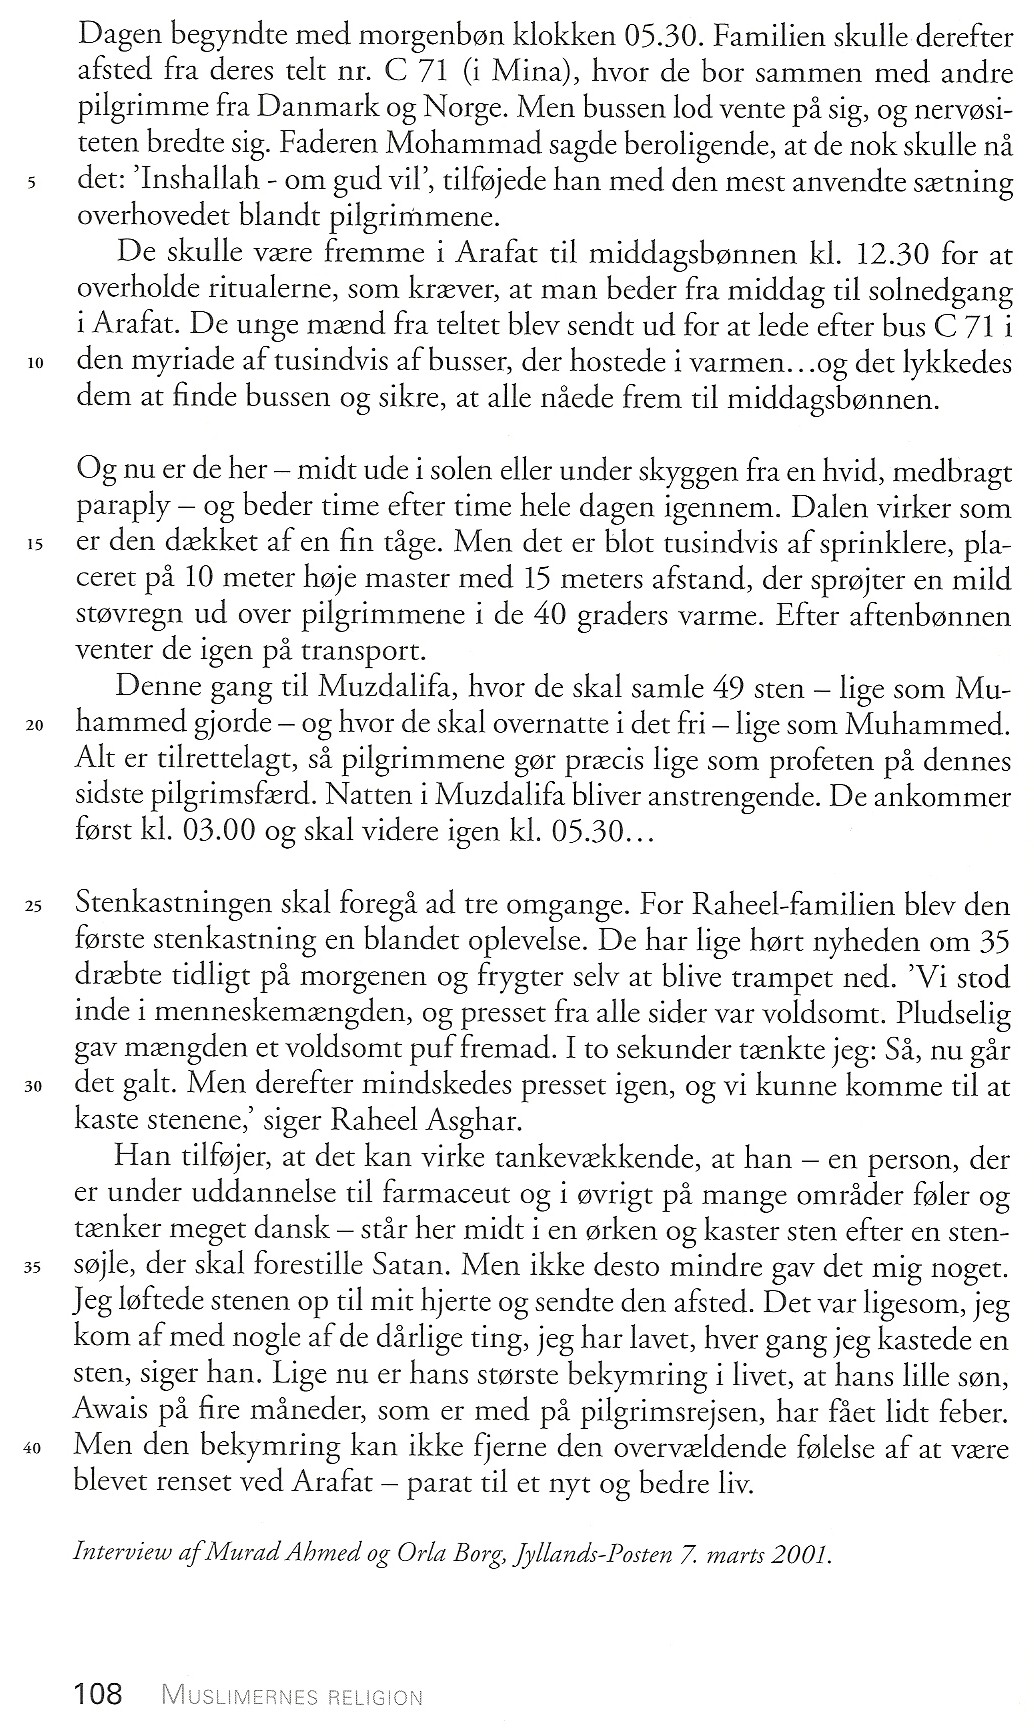 Dagen begyndte med morgenbøn klokken 05.30. Familien skulle derefter
afsted fra deres telt nr. C 71 (i Mina), hvor de bor sammen med andre
pilgrimme fra Danmark og Norge. Men bussen lod vente på sig, og nervøsi-
teten bredte sig. Faderen Mohammad sagde beroligende, at de nok skulle nå
5 det: ’Inshallah - om gud vil’, tilføjede han med den mest anvendte sætning
overhovedet blandt pilgrimmene.
De skulle være fremme i Arafat til middagsbønnen kl. 12.30 for at
overholde ritualerne, som kræver, at man beder fra middag til solnedgang
i Arafat. De unge mænd fra teltet blev sendt ud for at lede efter bus C 71 i
10 den myriade af tusindvis af busser, der hostede i varmen…og det lykkedes
dem at finde bussen og sikre, at alle nåede frem til middagsbønnen.
Og nu er de her – midt ude i solen eller under skyggen fra en hvid, medbragt
paraply – og beder time efter time hele dagen igennem. Dalen virker som
15 er den dækket af en fin tåge. Men det er blot tusindvis af sprinklere, pla-
ceret på 10 meter høje master med 15 meters afstand, der sprøjter en mild
støvregn ud over pilgrimmene i de 40 graders varme. Efter aftenbønnen
venter de igen på transport.
Denne gang til Muzdalifa, hvor de skal samle 49 sten – lige som Mu-
20 hammed gjorde – og hvor de skal overnatte i det fri – lige som Muhammed.
Alt er tilrettelagt, så pilgrimmene gør præcis lige som profeten på dennes
sidste pilgrimsfærd. Natten i Muzdalifa bliver anstrengende. De ankommer
først kl. 03.00 og skal videre igen kl. 05.30…
25 Stenkastningen skal foregå ad tre omgange. For Raheel-familien blev den
første stenkastning en blandet oplevelse. De har lige hørt nyheden om 35
dræbte tidligt på morgenen og frygter selv at blive trampet ned. ’Vi stod
inde i menneskemængden, og presset fra alle sider var voldsomt. Pludselig
gav mængden et voldsomt puf fremad. I to sekunder tænkte jeg: Så, nu går
30 det galt. Men derefter mindskedes presset igen, og vi kunne komme til at
kaste stenene,’ siger Raheel Asghar.
Han tilføjer, at det kan virke tankevækkende, at han – en person, der
er under uddannelse til farmaceut og i øvrigt på mange områder føler og
tænker meget dansk – står her midt i en ørken og kaster sten efter en sten-
35 søjle, der skal forestille Satan. Men ikke desto mindre gav det mig noget.
Jeg løftede stenen op til mit hjerte og sendte den afsted. Det var ligesom, jeg
kom af med nogle af de dårlige ting, jeg har lavet, hver gang jeg kastede en
sten, siger han. Lige nu er hans største bekymring i livet, at hans lille søn,
Awais på fire måneder, som er med på pilgrimsrejsen, har fået lidt feber.
40 Men den bekymring kan ikke fjerne den overvældende følelse af at være
blevet renset ved Arafat – parat til et nyt og bedre liv.
Interview af Murad Ahmed og Orla Borg, Jyllands-Posten 7. marts 2001.
108 MUSLIMERNES RELIGION